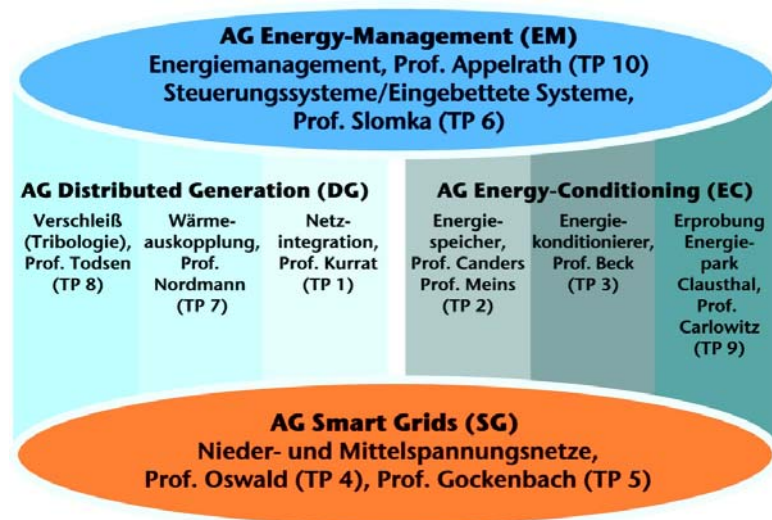 AG Energy-Management (EM)
Energiemanagement, Prof. Appelrath (TP 10)
Steuerungssysteme/Eingebettete Systeme,
Prof. Slomka (TP 6)
AG Distributed Generation (DG)
Verschleiß
(Tribologie),
Prof. Todsen
(TP 8)
Wärme-
auskopplung,
Prof.
Nordmann
(TP 7)
Netz-
integration,
Prof. Kurrat
(TP 1)
AG Energy-Conditioning (EC)
Energie-
speicher,
Prof. Canders
Prof. Meins
(TP 2)
Energie-
konditionierer,
Prof. Beck
(TP 3)
Erprobung
Energie-
park
Clausthal,
Prof.
Carlowitz
(TP 9)
AG Smart Grids (SG)
Nieder- und Mittelspannungsnetze,
Prof. Oswald (TP 4), Prof. Gockenbach (TP 5)